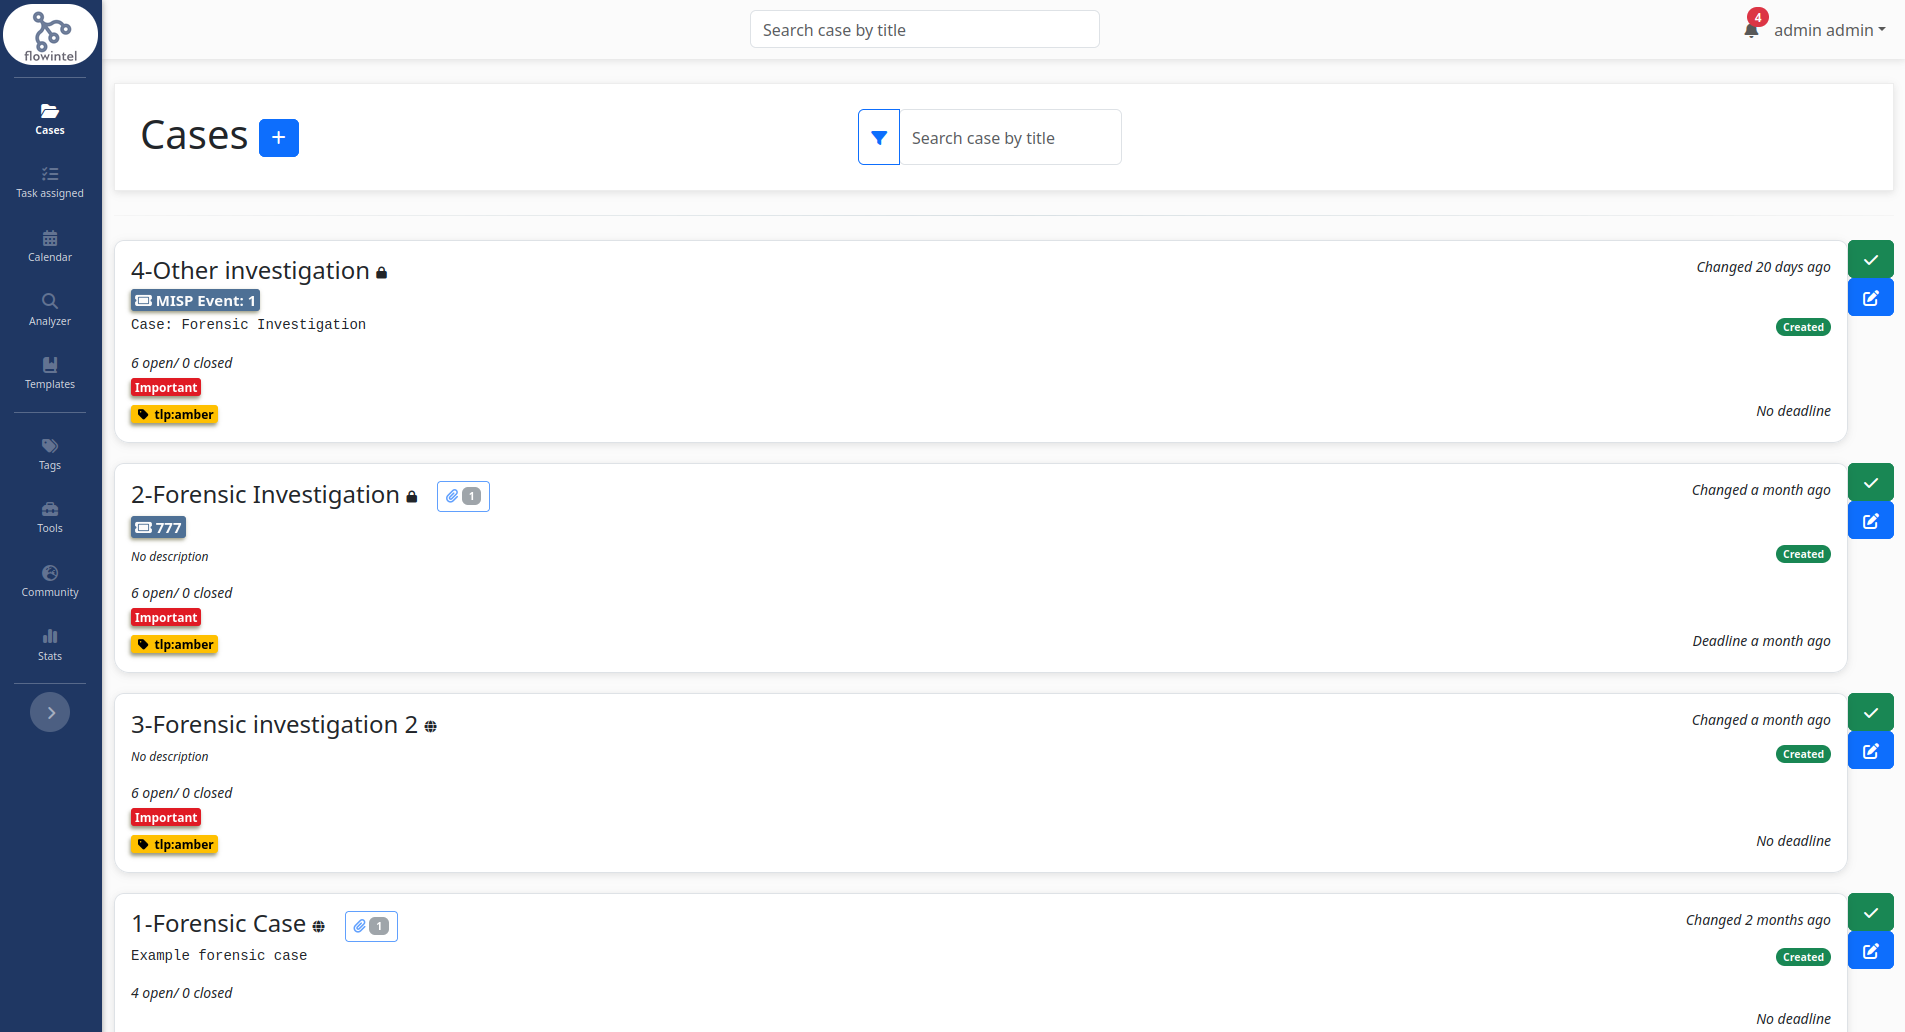 flowintel
Search case by title
4
admin admin
Cases
Task assigned
Calendar
Analyzer
Templates
Tags
Tools
Community
Stats
Cases +
Search case by title
4-Other investigation
Changed 20 days ago
MISP Event: 1
Case: Forensic Investigation
Created
6 open/ 0 closed
Important
tlp:amber
No deadline
2-Forensic Investigation
1
Changed a month ago
777
No description
Created
6 open/ 0 closed
Important
tlp:amber
Deadline a month ago
3-Forensic investigation 2
Changed a month ago
No description
Created
6 open/ 0 closed
Important
tlp:amber
No deadline
1-Forensic Case
1
Changed 2 months ago
Example forensic case
Created
4 open/ 0 closed
No deadline